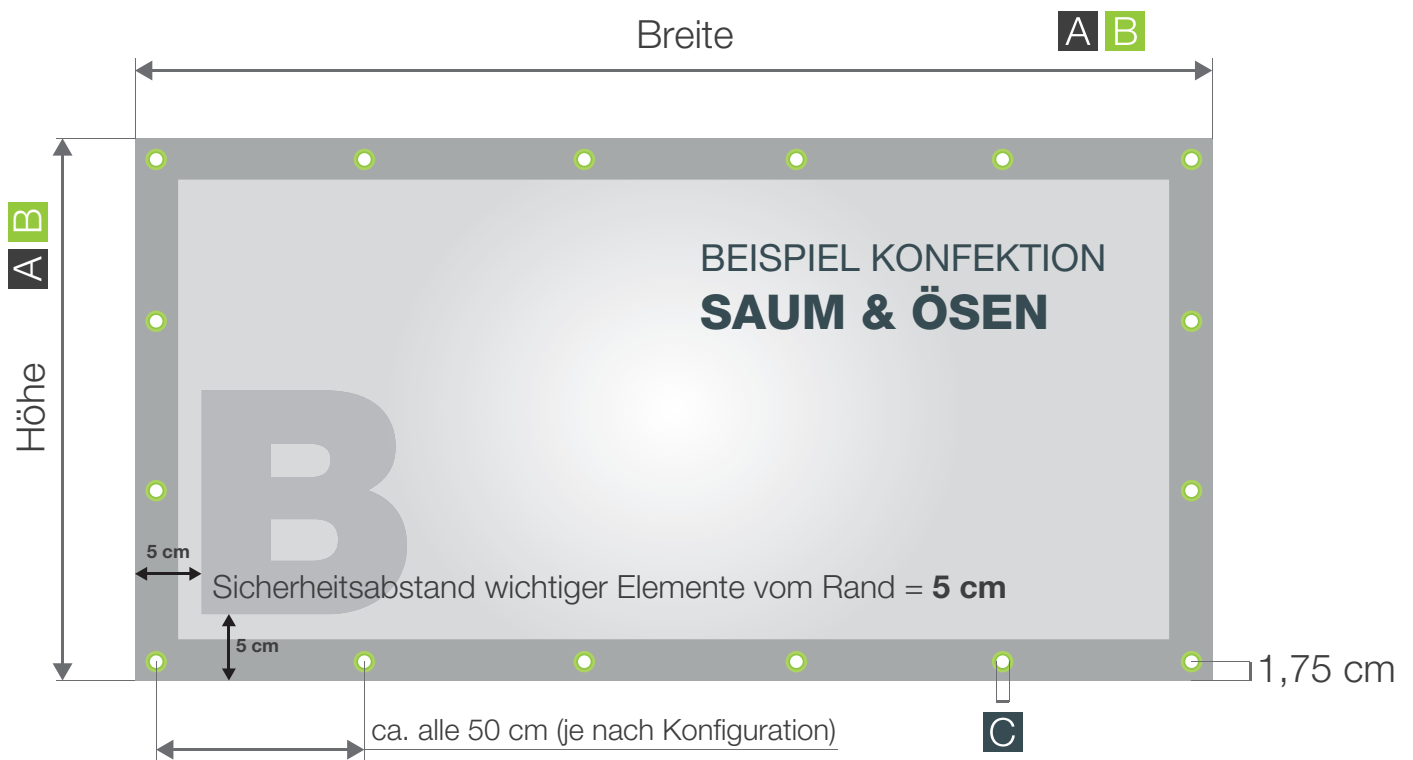 Breite
A B
A B
Höhe
BEISPIEL KONFEKTION
SAUM & ÖSEN
B
5 cm
Sicherheitsabstand wichtiger Elemente vom Rand = 5 cm
5 cm
1,75 cm
ca. alle 50 cm (je nach Konfiguration)
C